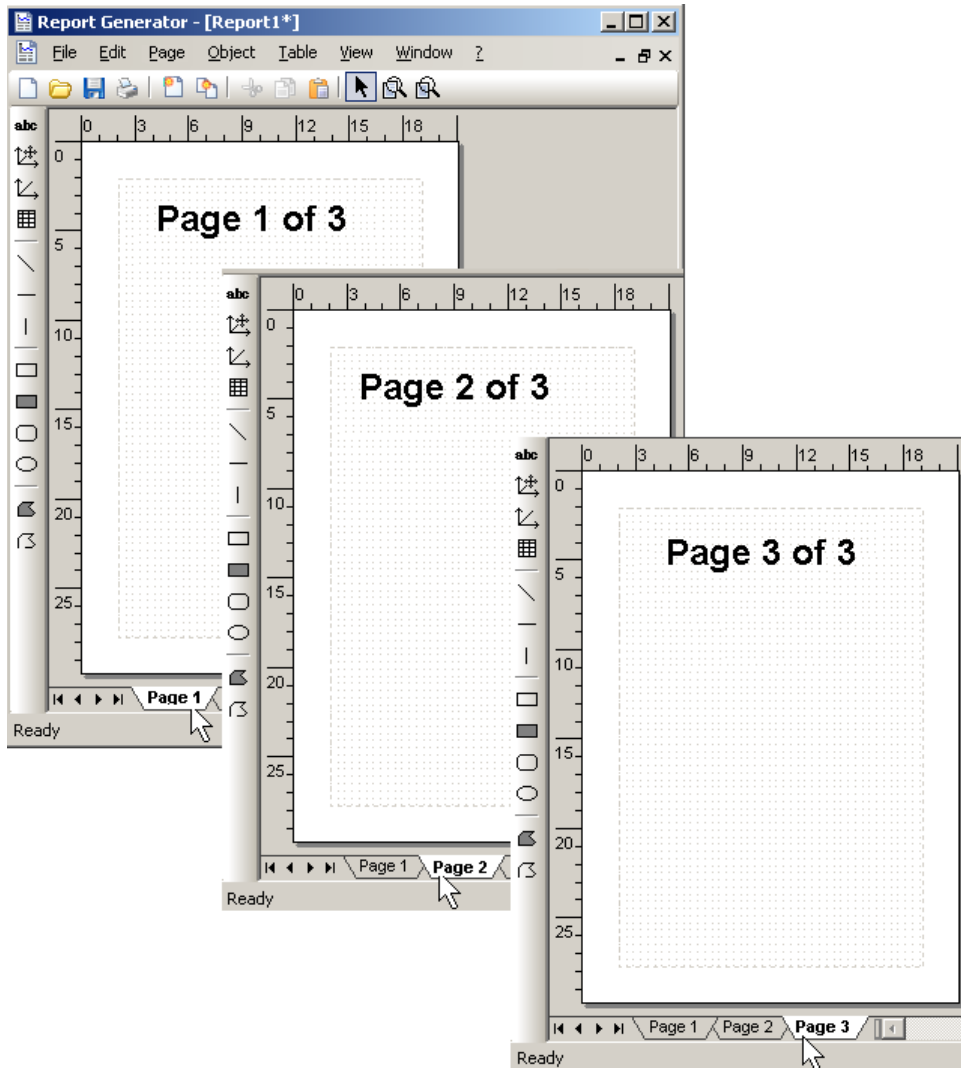 Report Generator - [Report1*]
File Edit Page Object Table View Window ?
abc
0 3 6 9 12 15 18
0
5
10
15
20
25
Page 1 of 3
Page 1
Ready
abc
0 3 6 9 12 15 18
0
5
10
15
20
25
Page 2 of 3
Page 1 Page 2
Ready
abc
0 3 6 9 12 15 18
0
5
10
15
20
25
Page 3 of 3
Page 1 Page 2 Page 3
Ready